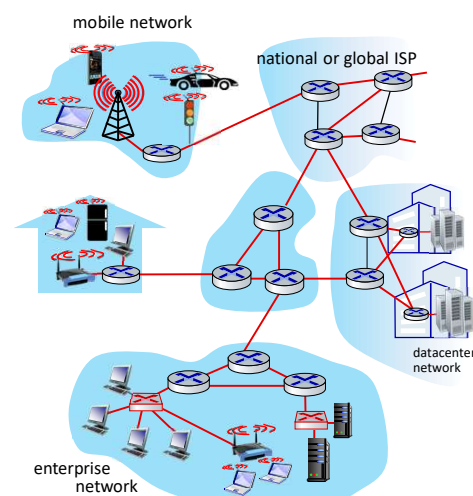 mobile network
national or global ISP
datacenter
network
enterprise
network